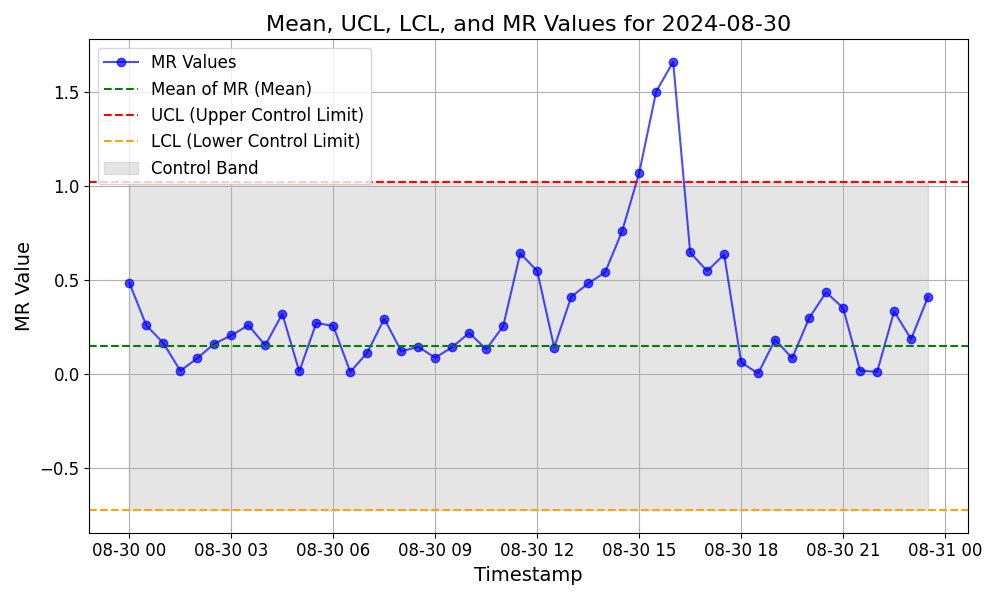 Mean, UCL, LCL, and MR Values for 2024-08-30
MR Values
Mean of MR (Mean)
UCL (Upper Control Limit)
LCL (Lower Control Limit)
Control Band
MR Value
1.5
1.0
0.5
0.0
−0.5
08-30 00 08-30 03 08-30 06 08-30 09 08-30 12 08-30 15 08-30 18 08-30 21 08-31 00
Timestamp